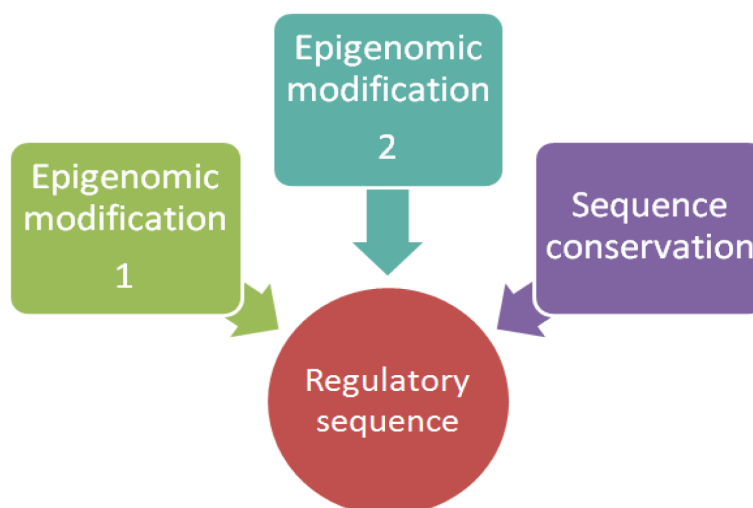 Epigenomic
modification
1
Epigenomic
modification
2
Sequence
conservation
Regulatory
sequence